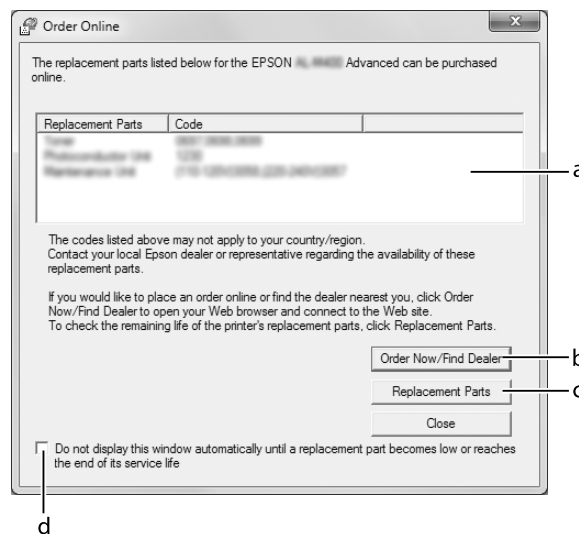 Order Online
x
The replacement parts listed below for the EPSON Advanced can be purchased
online.
Replacement Parts Code
a
The codes listed above may not apply to your country/region.
Contact your local Epson dealer or representative regarding the availability of these
replacement parts.
If you would like to place an order online or find the dealer nearest you, click Order
Now/Find Dealer to open your Web browser and connect to the Web site.
To check the remaining life of the printer's replacement parts, click Replacement Parts.
Order Now/Find Dealer
b
Replacement Parts
c
Close
Do not display this window automatically until a replacement part becomes low or reaches
the end of its service life
d